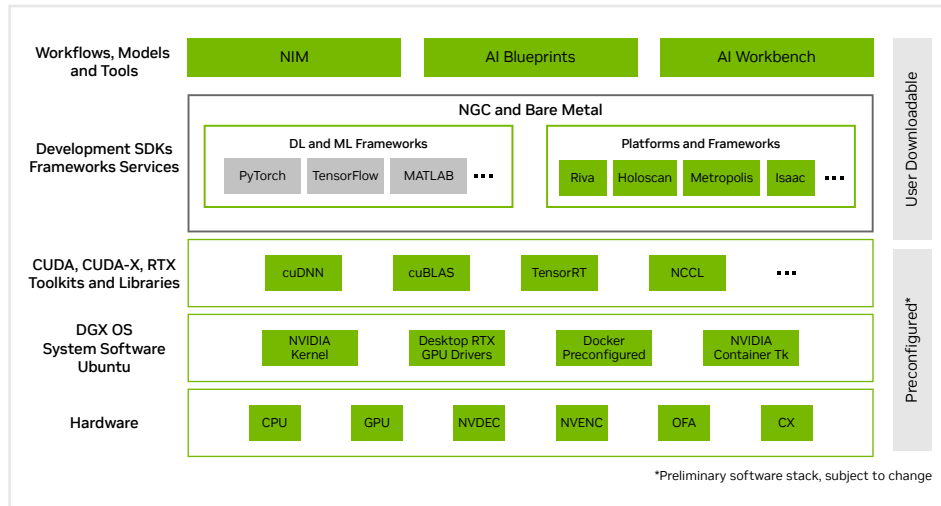 Workflows, Models
and Tools
NIM
AI Blueprints
AI Workbench
User Downloadable
NGC and Bare Metal
Development SDKs
Frameworks Services
DL and ML Frameworks
PyTorch
TensorFlow
MATLAB
Platforms and Frameworks
Riva
Holoscan
Metropolis
Isaac
CUDA, CUDA-X, RTX
Toolkits and Libraries
cuDNN
cuBLAS
TensorRT
NCCL
Preconfigured*
DGX OS
System Software
Ubuntu
NVIDIA
Kernel
Desktop RTX
GPU Drivers
Docker
Preconfigured
NVIDIA
Container Tk
Hardware
CPU
GPU
NVDEC
NVENC
OFA
CX
*Preliminary software stack, subject to change